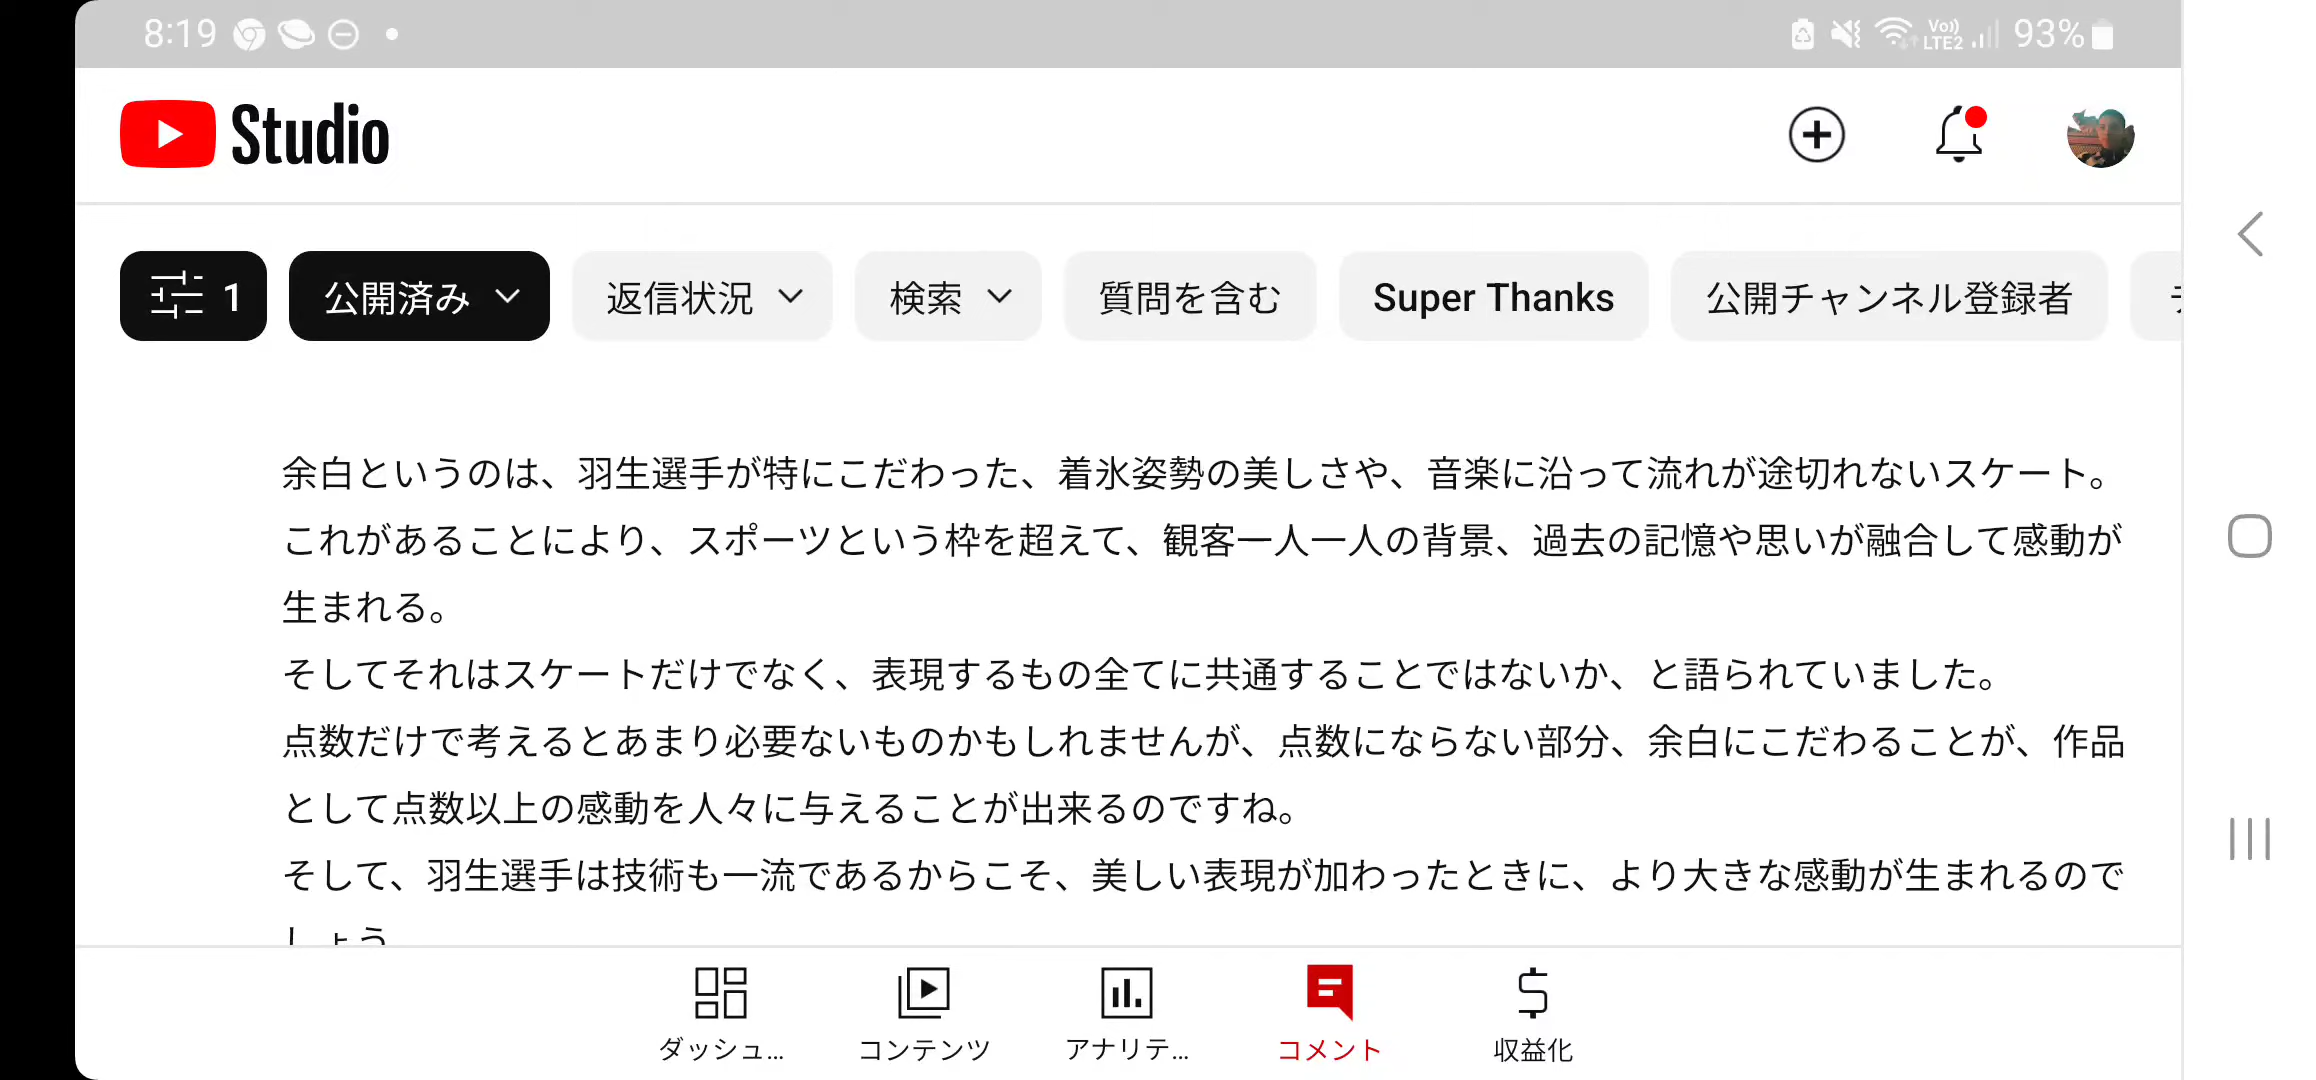 8:19
Vo)) LTE2 93%
Studio
1 公開済み 返信状況 検索 質問を含む Super Thanks 公開チャンネル登録者
余白というのは、羽生選手が特にこだわった、着氷姿勢の美しさや、音楽に沿って流れが途切れないスケート。
これがあることにより、スポーツという枠を超えて、観客一人一人の背景、過去の記憶や思いが融合して感動が
生まれる。
そしてそれはスケートだけでなく、表現するもの全てに共通することではないか、と語られていました。
点数だけで考えるとあまり必要ないものかもしれませんが、点数にならない部分、余白にこだわることが、作品
として点数以上の感動を人々に与えることが出来るのですね。
そして、羽生選手は技術も一流であるからこそ、美しい表現が加わったときに、より大きな感動が生まれるので
しょう
ダッシュ... コンテンツ アナリテ... コメント 収益化